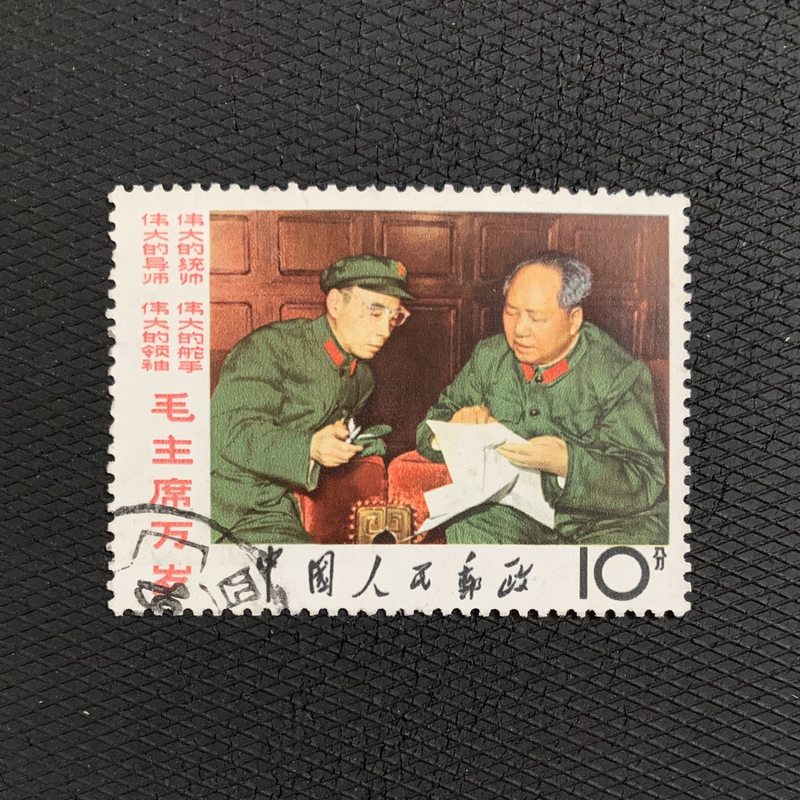 伟大的导师
伟大的领袖
伟大的统帅
伟大的舵手
毛主席万岁
中国人民邮政
10分